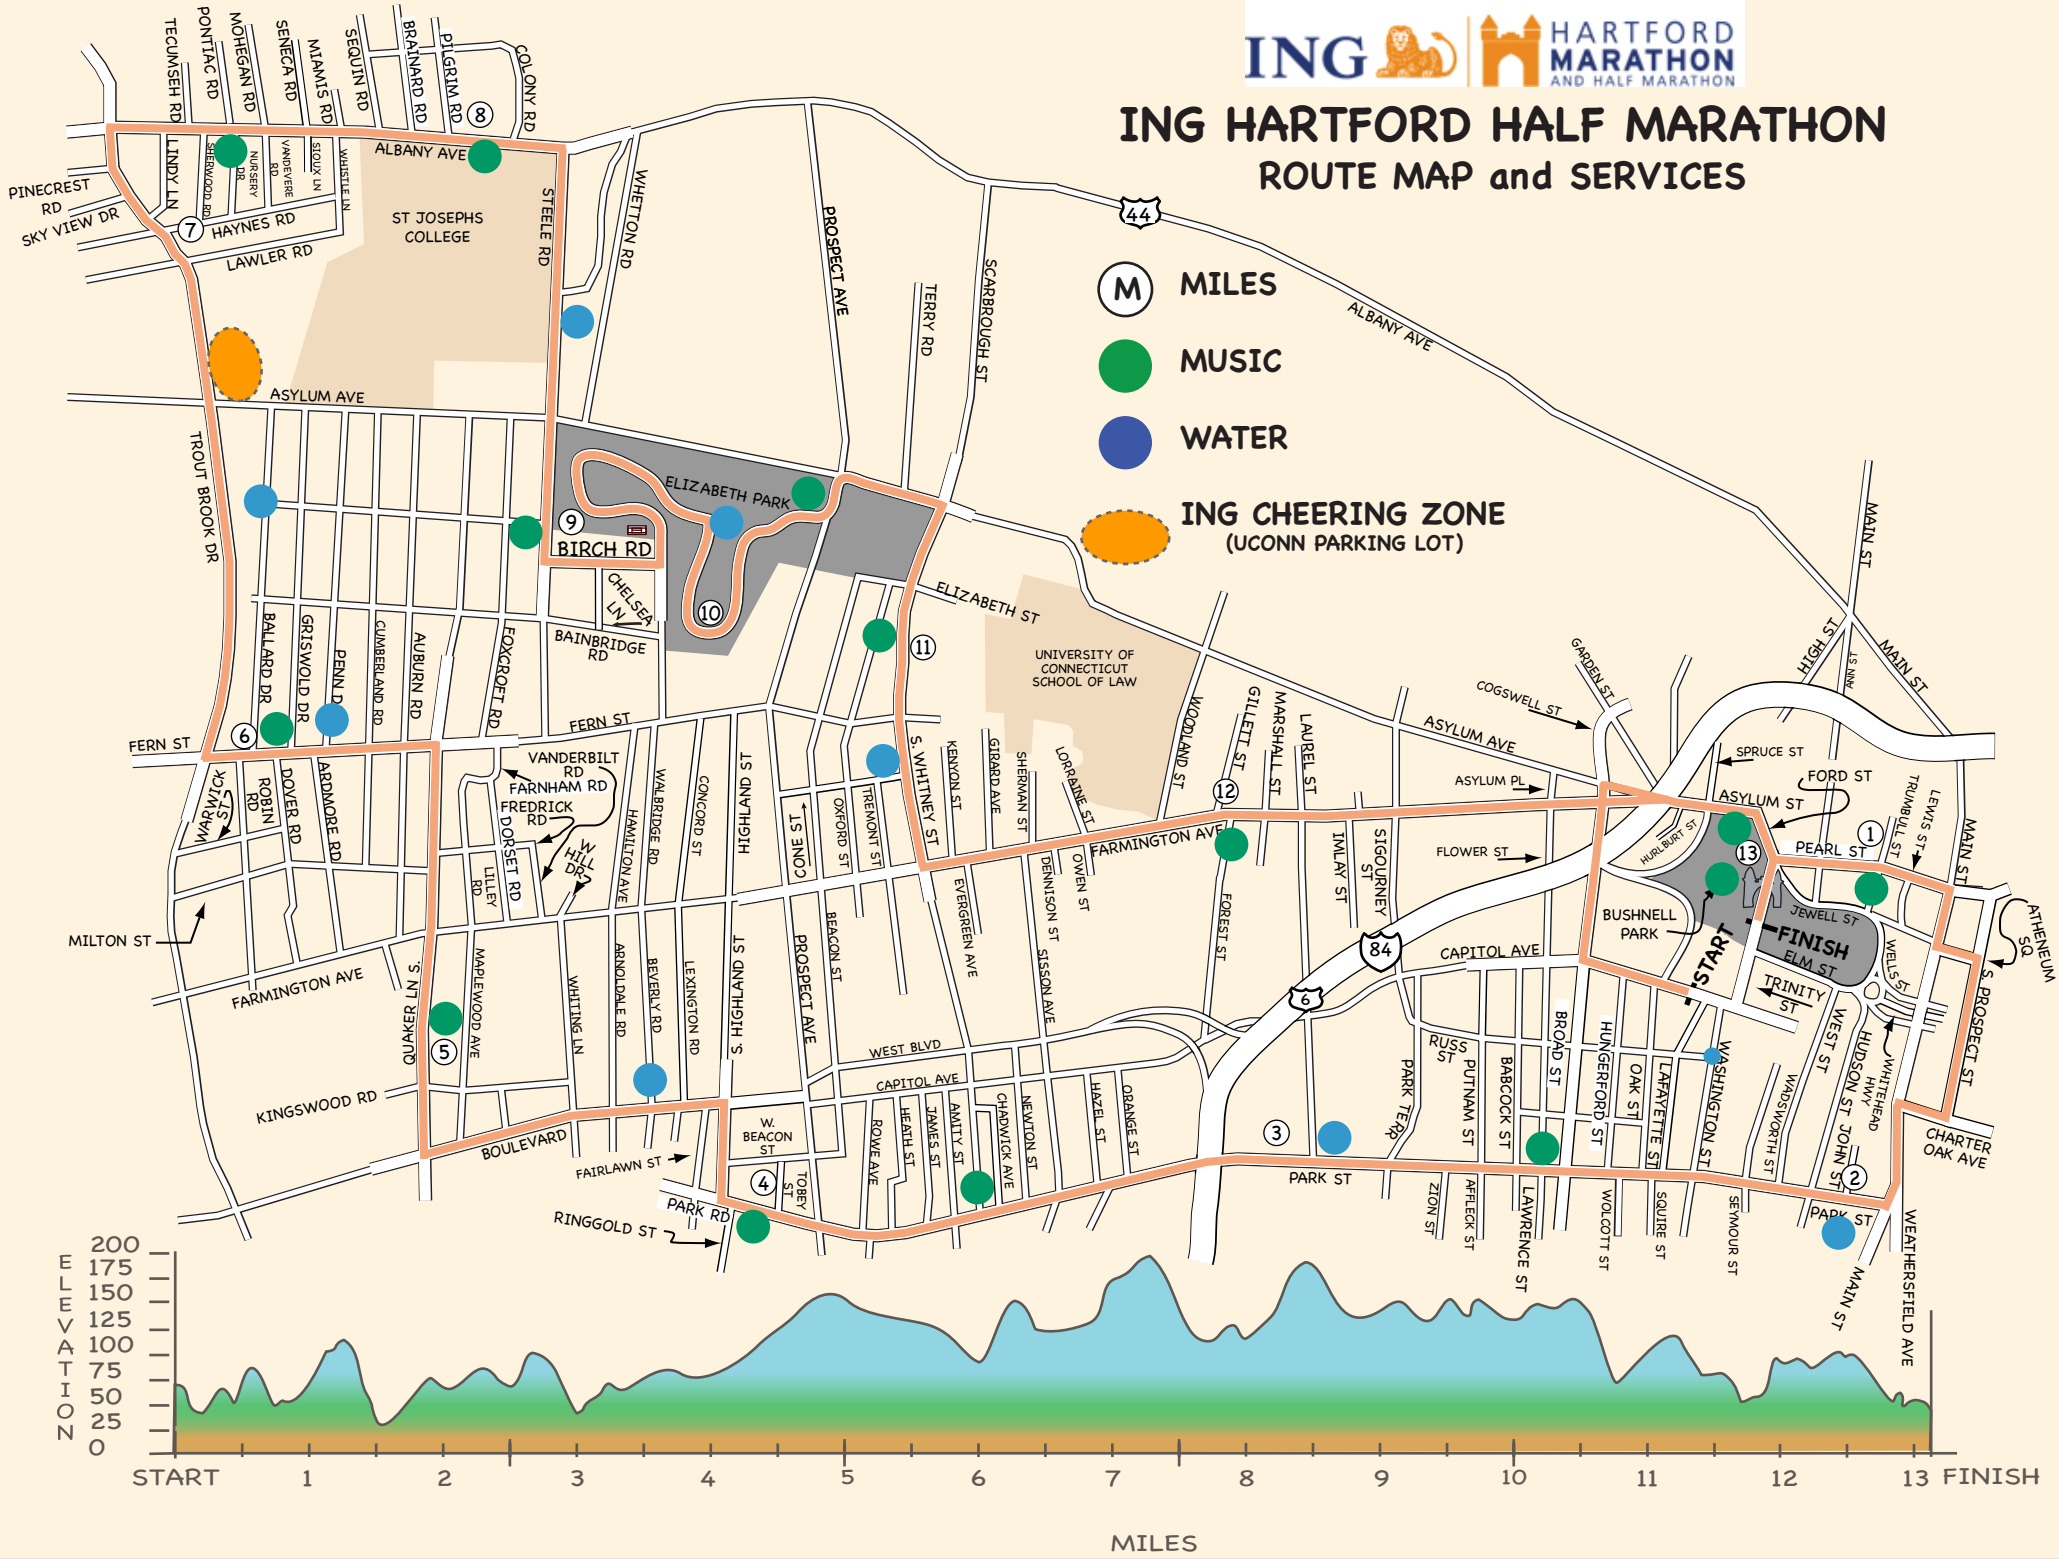 ING
HARTFORD
MARATHON
AND HALF MARATHON
ING HARTFORD HALF MARATHON
ROUTE MAP and SERVICES
M MILES
MUSIC
WATER
ING CHEERING ZONE
(UCONN PARKING LOT)
TECUMSEH RD
PONTIAC RD
MOHEGAN RD
SENECA RD
MIAMIS RD
SEQUIN RD
BRAINARD RD
PILGRIM RD
COLONY RD
8
ALBANY AVE
LINDY LN
SHERWOOD RD
NURSERY
DR
VANDEVERE
RD
SIOUX LN
WHISTLE LN
PINECREST
RD
SKY VIEW DR
7
HAYNES RD
LAWLER RD
ST JOSEPHS
COLLEGE
STEELE RD
WHETTON RD
PROSPECT AVE
TERRY RD
SCARBROUGH ST
44
ALBANY AVE
ASYLUM AVE
TROUT BROOK DR
ELIZABETH PARK
9
BIRCH RD
CHELSEA
LN
10
BAINBRIDGE
RD
11
ELIZABETH ST
UNIVERSITY OF
CONNECTICUT
SCHOOL OF LAW
BALLARD DR
GRISWOLD DR
PENN D
CUMBERLAND RD
AUBURN RD
FOXCROFT RD
6
FERN ST
FERN ST
VANDERBILT
RD
FARNHAM RD
FREDRICK
RD
DORSET RD
W
HILL
DR
WARWICK
ST
ROBIN
RD
DOVER RD
ARDMORE RD
LILLEY
RD
HAMILTON AVE
WALBRIDGE RD
CONCORD ST
HIGHLAND ST
CONE ST
OXFORD ST
TREMONT ST
S. WHITNEY ST
KENYON ST
GIRARD AVE
SHERMAN ST
LORRAINE ST
WOODLAND ST
GILLETT ST
MARSHALL ST
LAUREL ST
12
FARMINGTON AVE
OWEN ST
DENNISON ST
EVERGREEN AVE
SISSON AVE
FOREST ST
IMLAY ST
SIGOURNEY
ST
ASYLUM AVE
COGSWELL ST
GARDEN ST
ASYLUM PL
FLOWER ST
SPRUCE ST
FORD ST
ASYLUM ST
HURLBURT ST
HIGH ST
ANN ST
MAIN ST
MAIN ST
TRUMBULL ST
LEWIS ST
MAIN ST
1
PEARL ST
13
JEWELL ST
BUSHNELL
PARK
FINISH
START
ELM ST
TRINITY
ST
WELLS ST
ATHENEUM
SQ
S PROSPECT ST
CHARTER
OAK AVE
WHITEHEAD
HWY
HUDSON ST
JOHN ST
WEST ST
WADSWORTH ST
WASHINGTON ST
LAFAYETTE ST
OAK ST
HUNGERFORD ST
BROAD ST
BABCOCK ST
PUTNAM ST
RUSS
ST
PARK TERR
CAPITOL AVE
84
6
MILTON ST
FARMINGTON AVE
QUAKER LN S.
MAPLEWOOD AVE
5
WHITING LN
ARNOLDALE RD
BEVERLY RD
LEXINGTON RD
S. HIGHLAND ST
PROSPECT AVE
BEACON ST
WEST BLVD
CAPITOL AVE
KINGSWOOD RD
BOULEVARD
FAIRLAWN ST
W.
BEACON
ST
4
TOBEY
ST
PARK RD
RINGGOLD ST
ROWE AVE
HEATH ST
JAMES ST
AMITY ST
CHADWICK AVE
NEWTON ST
HAZEL ST
ORANGE ST
3
PARK ST
ZION ST
AFFLECK ST
LAWRENCE ST
WOLCOTT ST
SQUIRE ST
SEYMOUR ST
2
PARK ST
MAIN ST
WEATHERSFIELD AVE
ELEVATION
200
175
150
125
100
75
50
25
0
START 1 2 3 4 5 6 7 8 9 10 11 12 13 FINISH
MILES